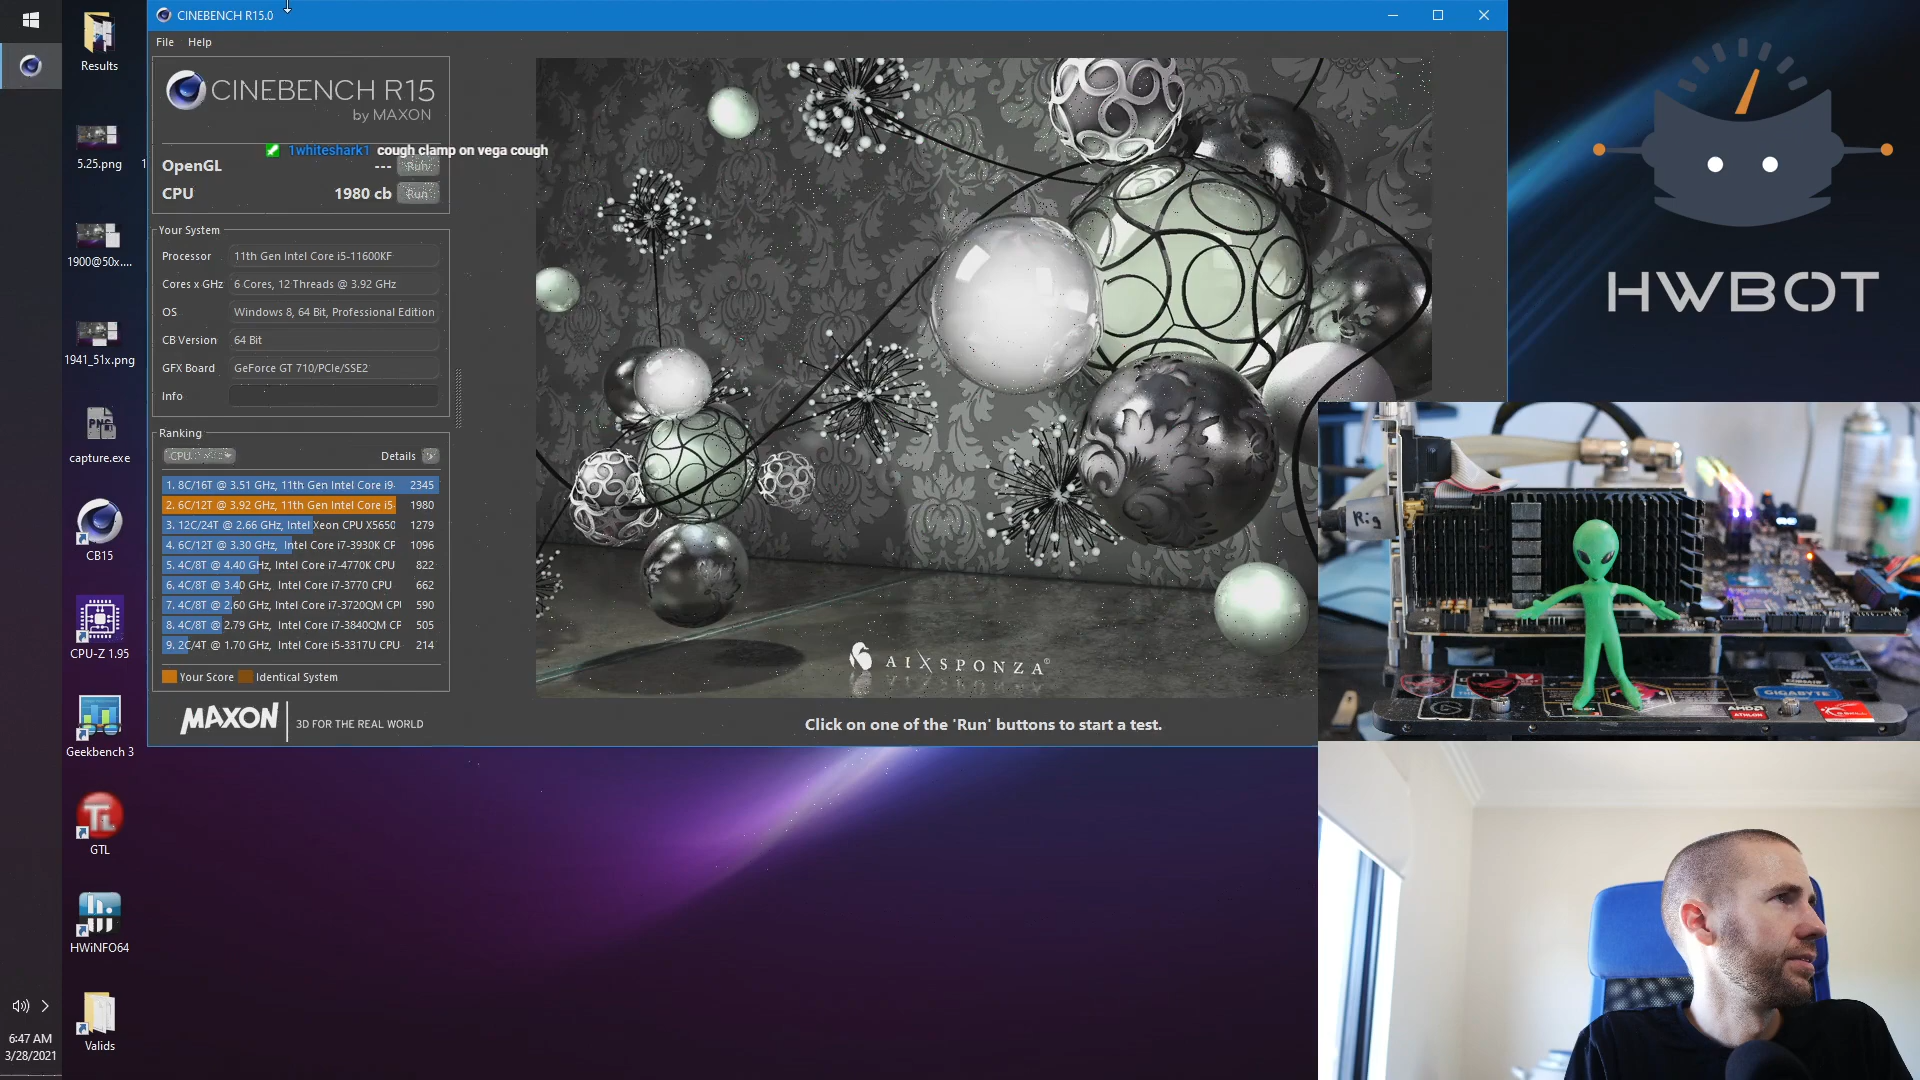 CINEBENCH R15.0
File Help
CINEBENCH R15
by MAXON
1whiteshark1 cough clamp on vega cough
OpenGL --- Run
CPU 1980 cb Run
Your System
Processor 11th Gen Intel Core i5-11600KF
Cores x GHz 6 Cores, 12 Threads @ 3.92 GHz
OS Windows 8, 64 Bit, Professional Edition
CB Version 64 Bit
GFX Board GeForce GT 710/PCIe/SSE2
Info
Ranking
CPU Details
1. 8C/16T @ 3.51 GHz, 11th Gen Intel Core i9- 2345
2. 6C/12T @ 3.92 GHz, 11th Gen Intel Core i5- 1980
3. 12C/24T @ 2.66 GHz, Intel Xeon CPU X5650 1279
4. 6C/12T @ 3.30 GHz, Intel Core i7-3930K CP 1096
5. 4C/8T @ 4.40 GHz, Intel Core i7-4770K CPU 822
6. 4C/8T @ 3.40 GHz, Intel Core i7-3770 CPU 662
7. 4C/8T @ 2.60 GHz, Intel Core i7-3720QM CPU 590
8. 4C/8T @ 2.79 GHz, Intel Core i7-3840QM CP 505
9. 2C/4T @ 1.70 GHz, Intel Core i5-3317U CPU 214
Your Score Identical System
MAXON 3D FOR THE REAL WORLD
AIXSPONZA®
Click on one of the 'Run' buttons to start a test.
Results
5.25.png
1
1900@50x....
1941_51x.png
PNG
capture.exe
CB15
CPU-Z 1.95
Geekbench 3
TL
GTL
HWiNFO64
Valids
6:47 AM
3/28/2021
HWBOT
Rig
CORSAIR
GIGABYTE
AMD
ATHLON